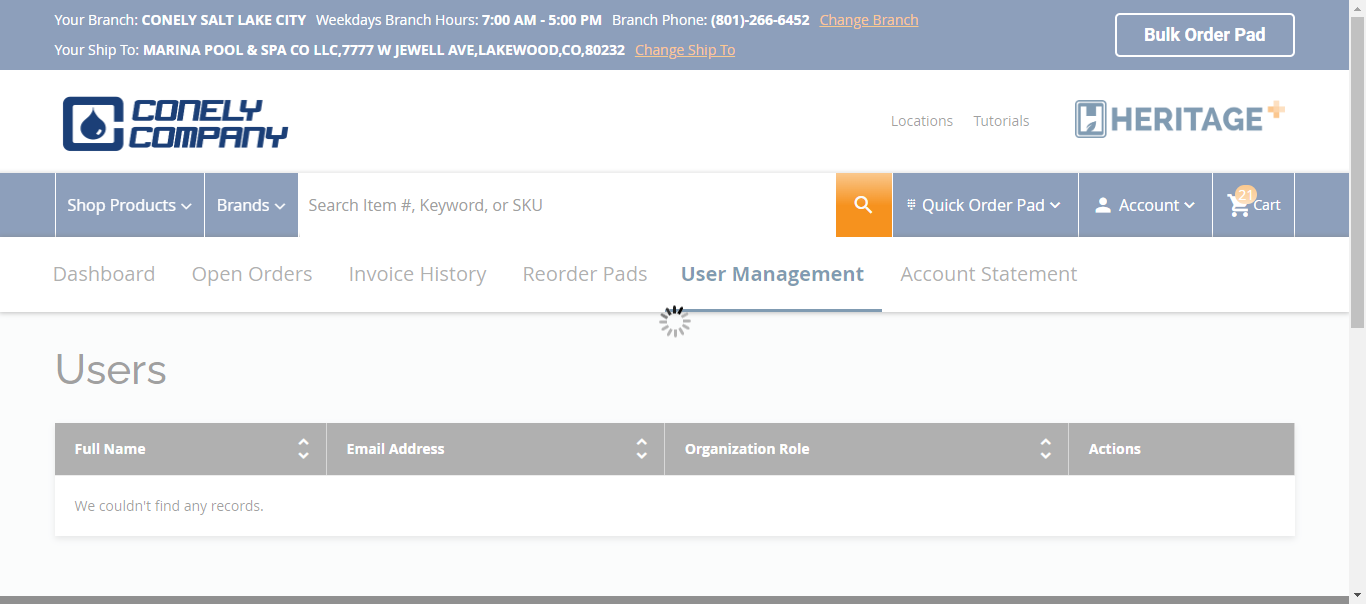 Your Branch: CONELY SALT LAKE CITY Weekdays Branch Hours: 7:00 AM - 5:00 PM Branch Phone: (801)-266-6452 Change Branch
Your Ship To: MARINA POOL & SPA CO LLC,7777 W JEWELL AVE,LAKEWOOD,CO,80232 Change Ship To
Bulk Order Pad
CONELY
COMPANY
Locations Tutorials
HERITAGE+
Shop Products Brands Search Item #, Keyword, or SKU Quick Order Pad Account 21 Cart
Dashboard Open Orders Invoice History Reorder Pads User Management Account Statement
Users
Full Name Email Address Organization Role Actions
We couldn't find any records.